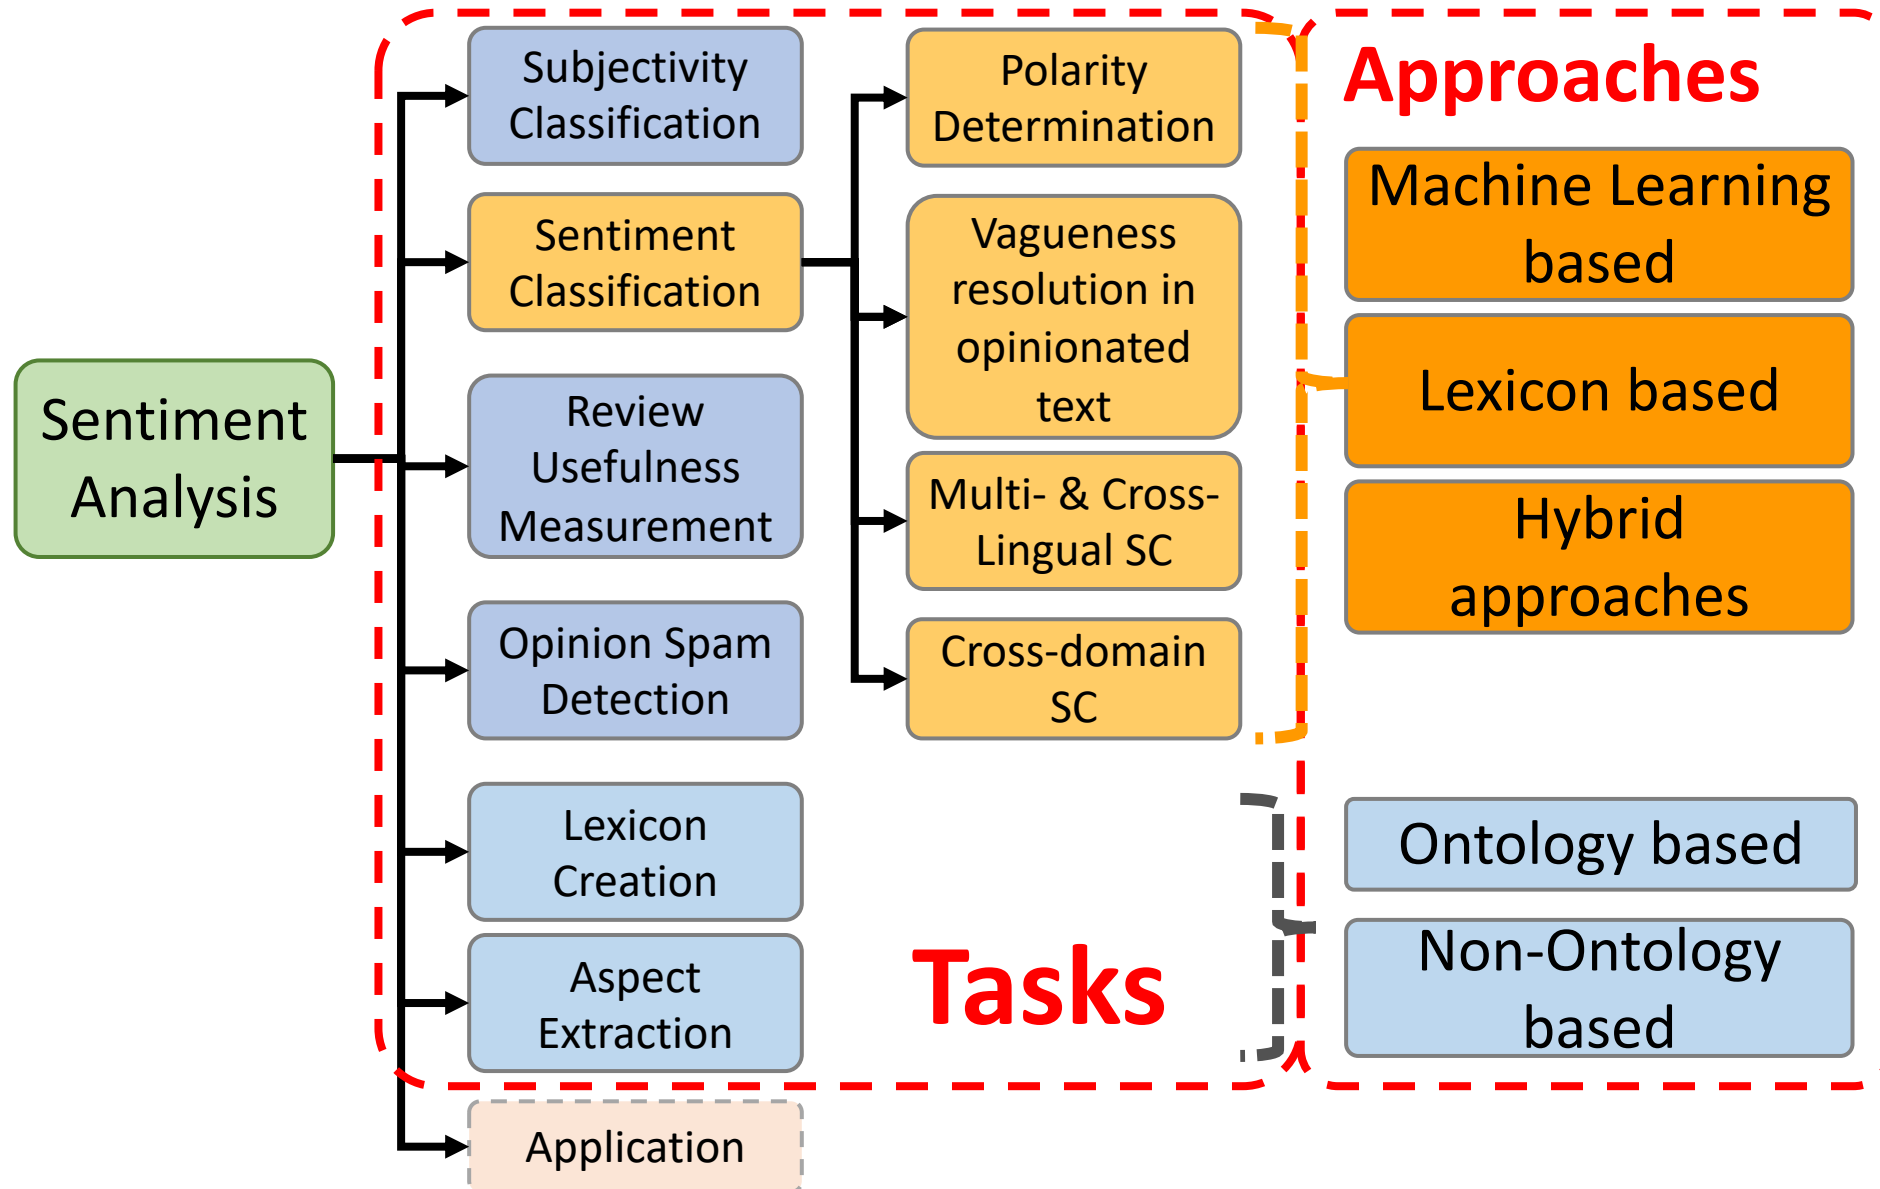 Sentiment
Analysis
Subjectivity
Classification
Sentiment
Classification
Review
Usefulness
Measurement
Opinion Spam
Detection
Lexicon
Creation
Aspect
Extraction
Application
Polarity
Determination
Vagueness
resolution in
opinionated
text
Multi- & Cross-
Lingual SC
Cross-domain
SC
Tasks
Approaches
Machine Learning
based
Lexicon based
Hybrid
approaches
Ontology based
Non-Ontology
based